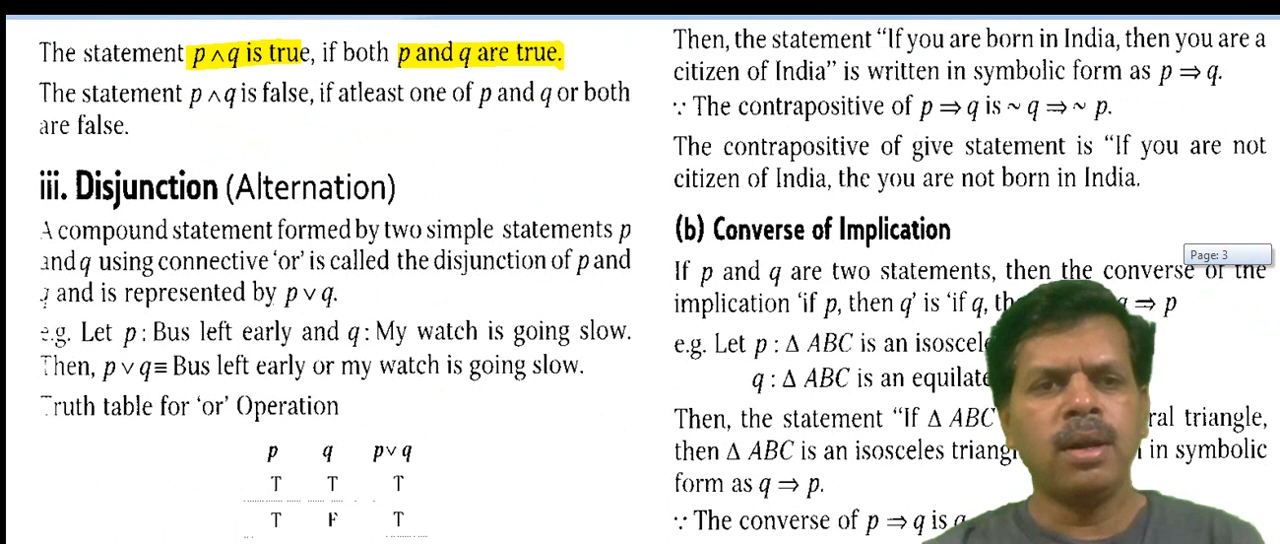 The statement p ∧ q is true, if both p and q are true.
The statement p ∧ q is false, if atleast one of p and q or both
are false.
iii. Disjunction (Alternation)
A compound statement formed by two simple statements p
and q using connective 'or' is called the disjunction of p and
q and is represented by p ∨ q.
e.g. Let p : Bus left early and q : My watch is going slow.
Then, p ∨ q ≡ Bus left early or my watch is going slow.
Truth table for 'or' Operation
p q p∨ q
T T T
T F T
Then, the statement “If you are born in India, then you are a
citizen of India” is written in symbolic form as p ⇒ q.
∵ The contrapositive of p ⇒ q is ~ q ⇒ ~ p.
The contrapositive of give statement is “If you are not
citizen of India, the you are not born in India.
(b) Converse of Implication
Page: 3
If p and q are two statements, then the converse of the
implication 'if p, then q' is 'if q, ⇒ p
e.g. Let p : Δ ABC is an
q : Δ ABC is an
Then, the statement “If Δ ABC triangle,
then Δ ABC is an isosceles in symbolic
form as q ⇒ p.
∵ The converse of p ⇒ q is